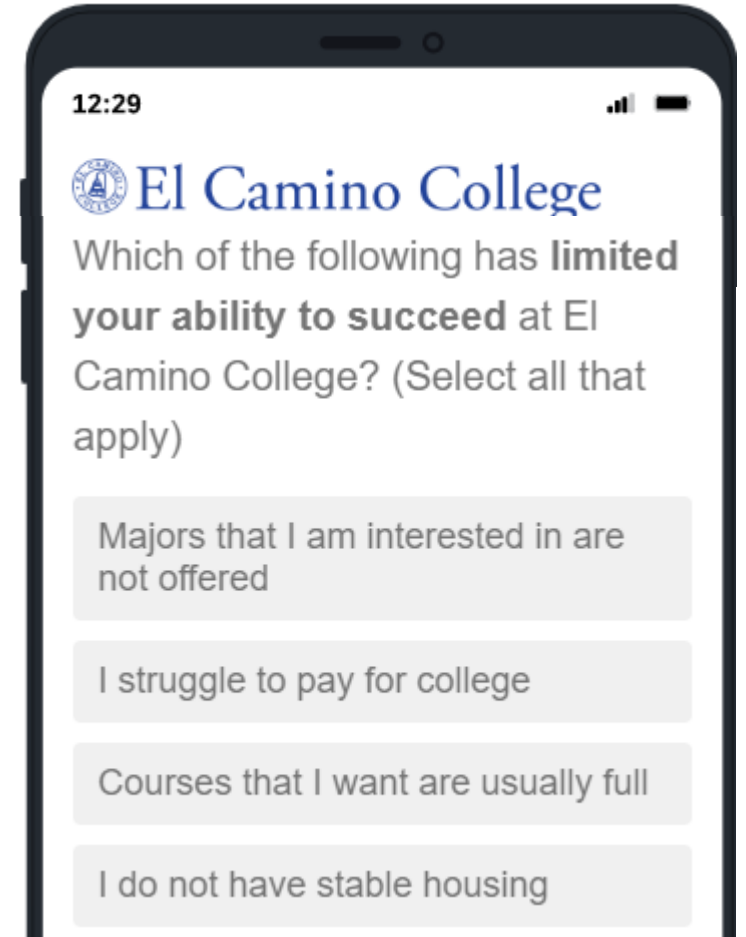 12:29
El Camino College
Which of the following has limited
your ability to succeed at El
Camino College? (Select all that
apply)
Majors that I am interested in are
not offered
I struggle to pay for college
Courses that I want are usually full
I do not have stable housing